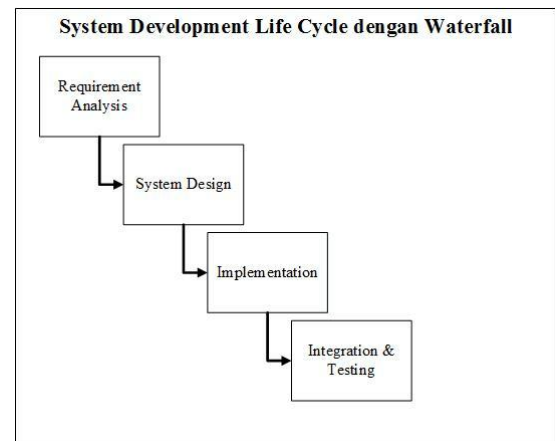 System Development Life Cycle dengan Waterfall
Requirement
Analysis
System Design
Implementation
Integration &
Testing